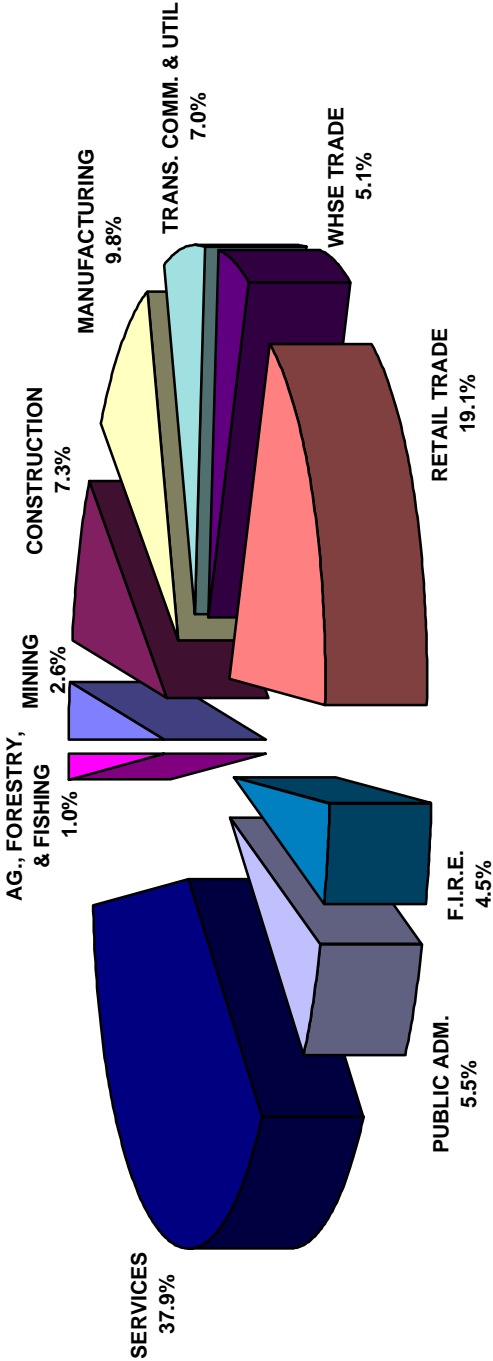 AG., FORESTRY,
& FISHING
1.0%
MINING
2.6%
CONSTRUCTION
7.3%
MANUFACTURING
9.8%
TRANS. COMM. & UTIL
7.0%
WHSE TRADE
5.1%
RETAIL TRADE
19.1%
F.I.R.E.
4.5%
PUBLIC ADM.
5.5%
SERVICES
37.9%